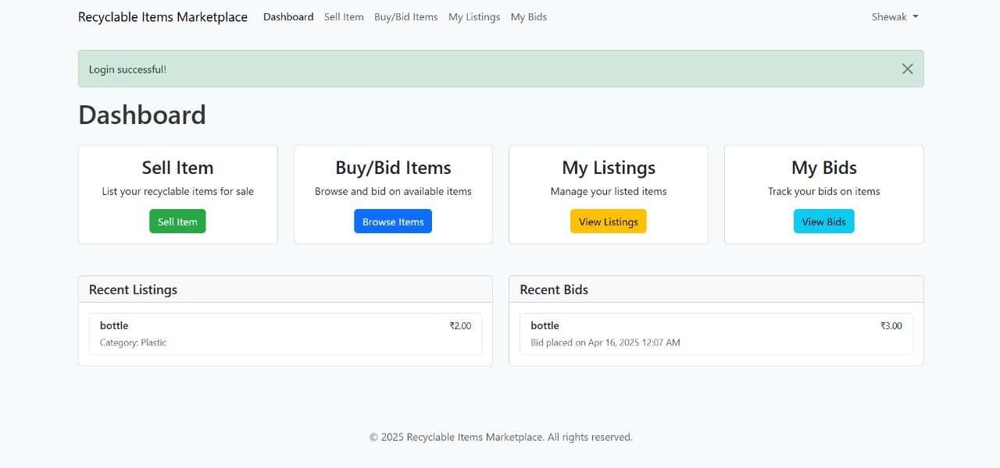 Recyclable Items Marketplace Dashboard Sell Item Buy/Bid Items My Listings My Bids Shewak
Login successful!
Dashboard
Sell Item
List your recyclable items for sale
Sell Item
Buy/Bid Items
Browse and bid on available items
Browse Items
My Listings
Manage your listed items
View Listings
My Bids
Track your bids on items
View Bids
Recent Listings
bottle ₹2.00
Category: Plastic
Recent Bids
bottle ₹3.00
Bid placed on Apr 16, 2025 12:07 AM
© 2025 Recyclable Items Marketplace. All rights reserved.